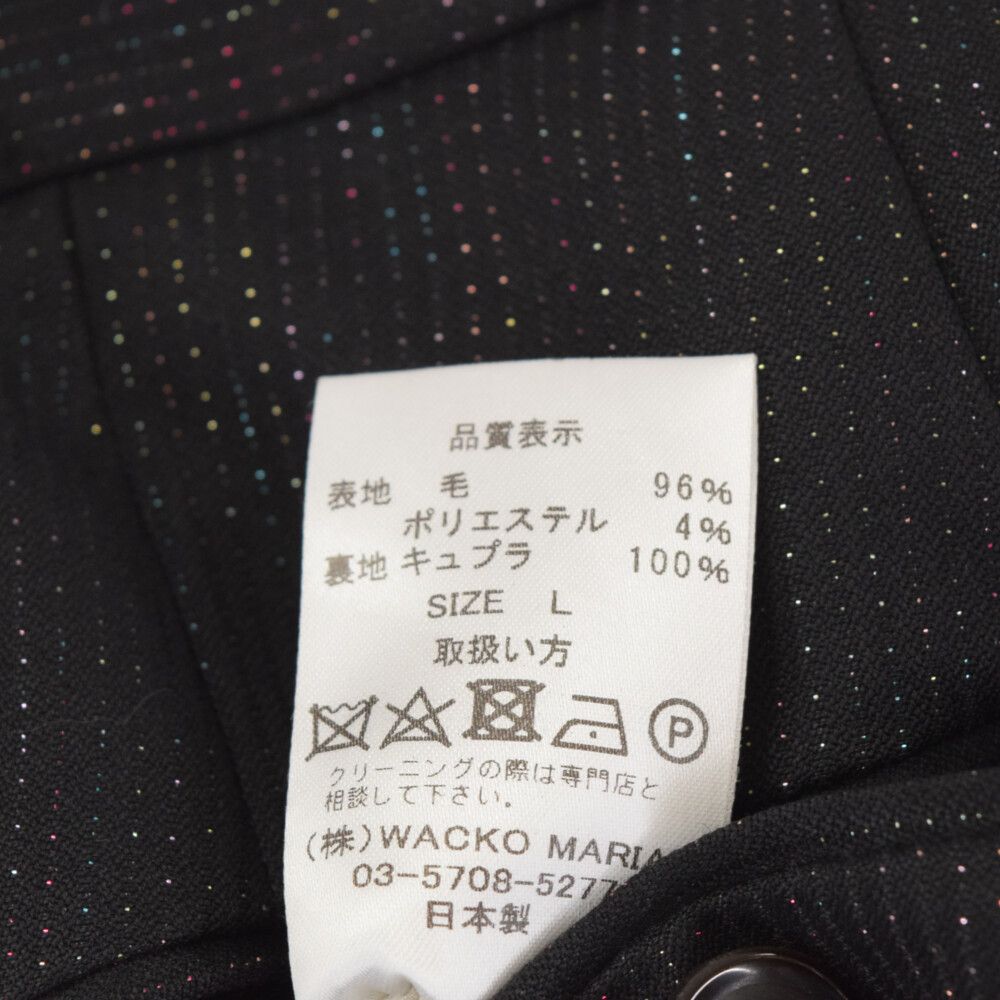 品質表示
表地 毛 96%
ポリエステル 4%
裏地 キュプラ 100%
SIZE L
取扱い方
P
クリーニングの際は専門店と
相談して下さい。
(株)WACKO MARIA
03-5708-5277
日本製